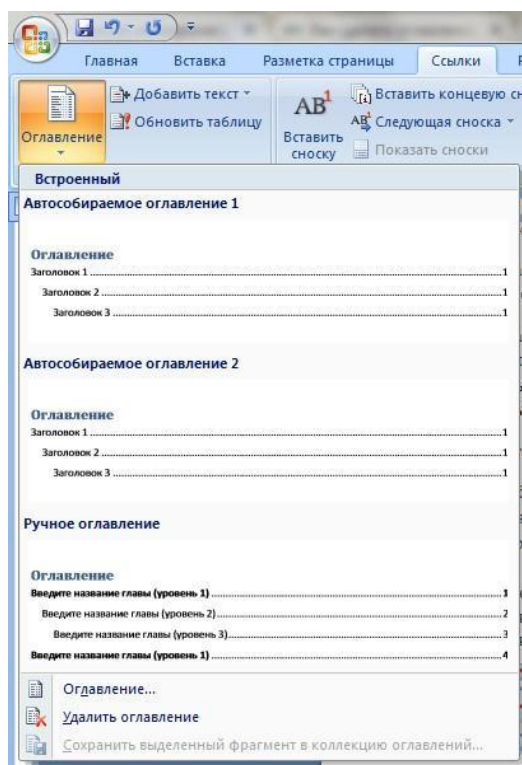 Главная Вставка Разметка страницы Ссылки
Оглавление
Добавить текст
Обновить таблицу
AB1
Вставить сноску
Вставить концевую сн
Следующая сноска
Показать сноски
Встроенный
Автособираемое оглавление 1
Оглавление
Заголовок 1 1
Заголовок 2 1
Заголовок 3 1
Автособираемое оглавление 2
Оглавление
Заголовок 1 1
Заголовок 2 1
Заголовок 3 1
Ручное оглавление
Оглавление
Введите название главы (уровень 1) 1
Введите название главы (уровень 2) 2
Введите название главы (уровень 3) 3
Введите название главы (уровень 1) 4
Оглавление...
Удалить оглавление
Сохранить выделенный фрагмент в коллекцию оглавлений...